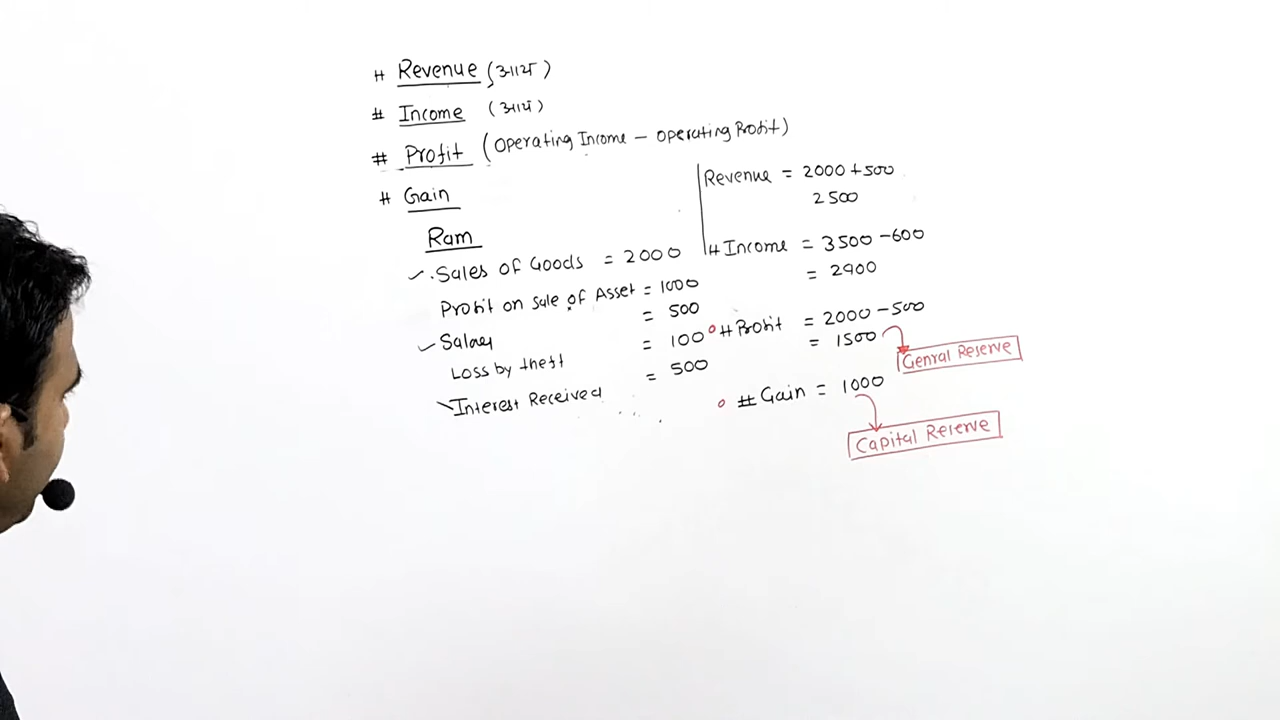 # Revenue (आय)
# Income (आय)
# Profit (Operating Income – Operating Profit)
# Gain
Ram
✓ Sales of Goods = 2000
Profit on sale of Asset = 1000
✓ Salary = 500
Loss by theft = 100
Interest Received = 500
Revenue = 2000 + 500
2500
# Income = 3500 - 600
= 2900
# Profit = 2000 - 500
= 1500
Genral Reserve
# Gain = 1000
Capital Reserve